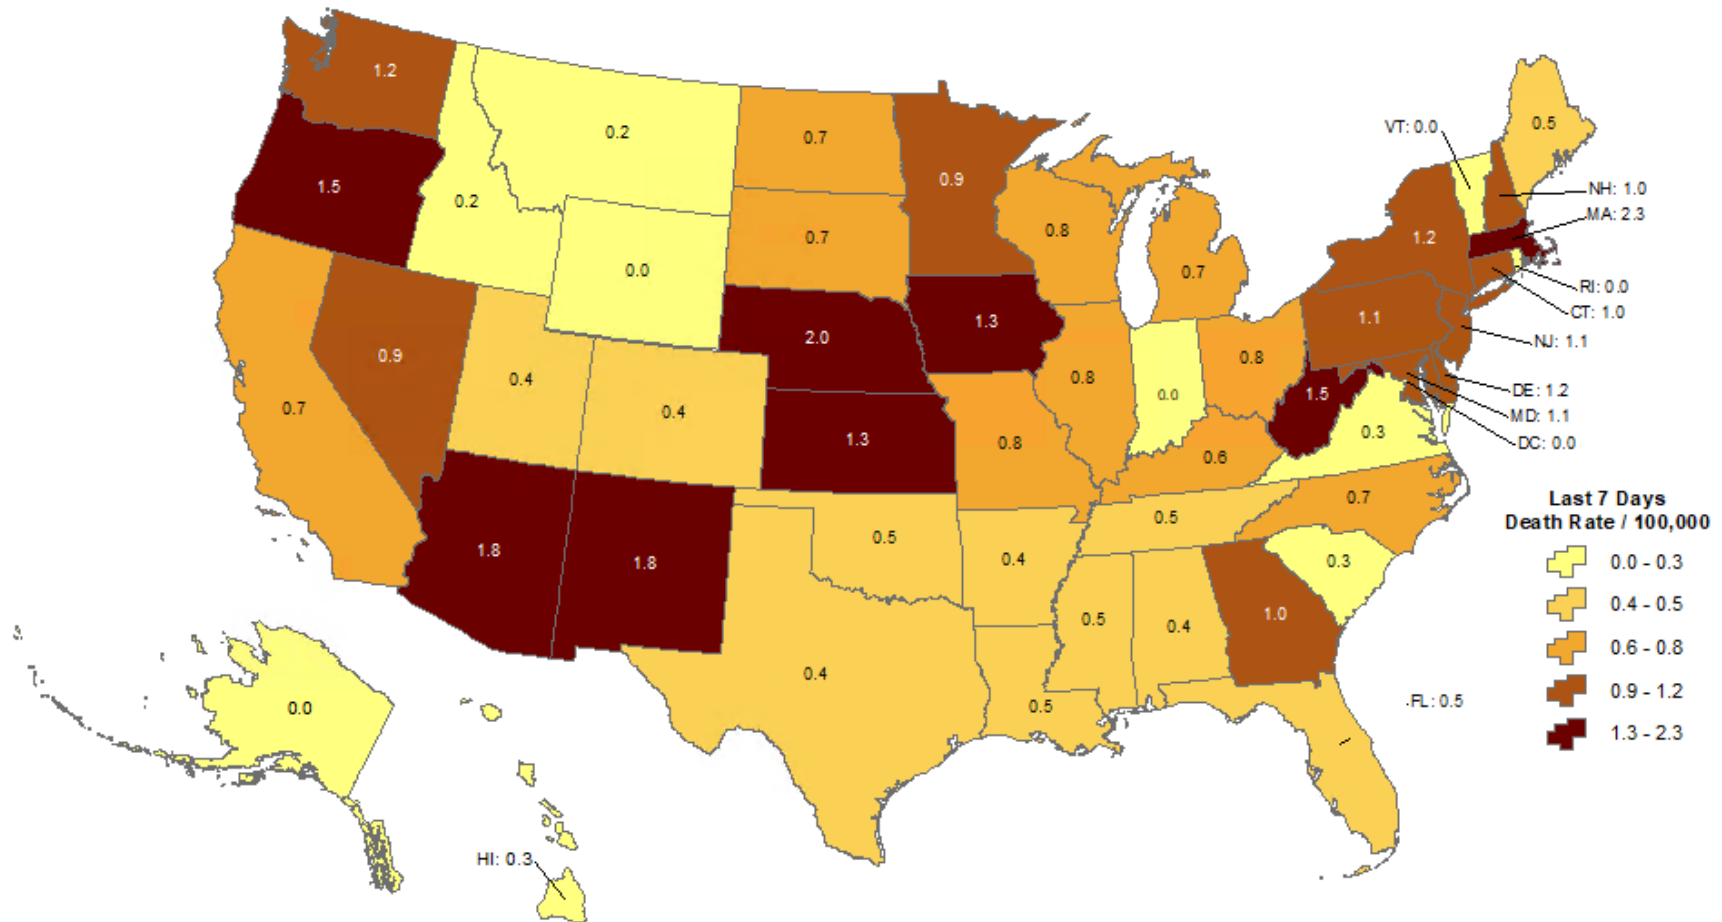 1.2
0.2
0.7
0.9
0.5
VT: 0.0
1.5
0.2
0.7
0.8
NH: 1.0
MA: 2.3
1.2
0.0
0.7
RI: 0.0
CT: 1.0
0.9
2.0
1.3
1.1
NJ: 1.1
0.7
0.4
0.4
0.8
0.0
0.8
1.5
DE: 1.2
MD: 1.1
DC: 0.0
1.3
0.8
0.6
0.3
0.7
1.8
1.8
0.5
0.4
0.5
0.3
0.5
0.4
1.0
0.4
0.5
FL: 0.5
0.0
HI: 0.3
Last 7 Days
Death Rate / 100,000
0.0 - 0.3
0.4 - 0.5
0.6 - 0.8
0.9 - 1.2
1.3 - 2.3